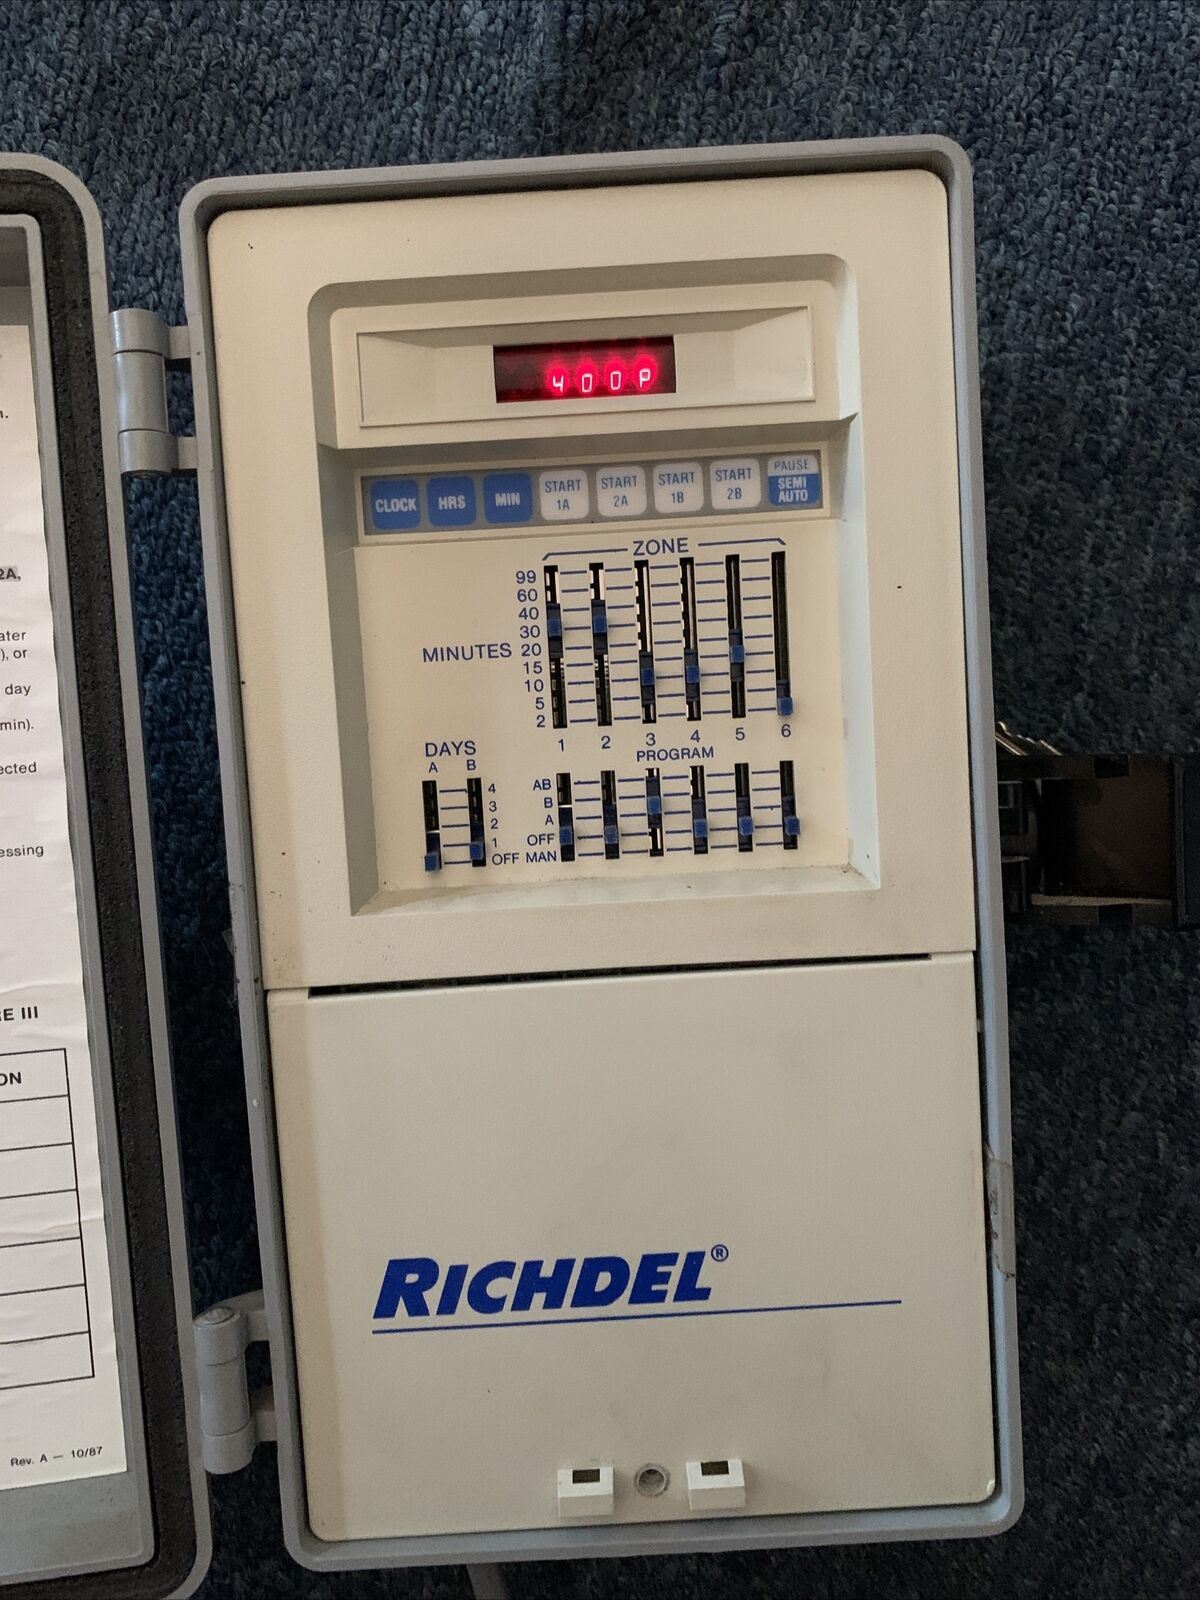 n.
2A,
ater
), or
day
min).
ected
essing
RE III
ON
Rev. A — 10/87
400P
CLOCK HRS MIN START 1A START 2A START 1B START 2B PAUSE SEMI AUTO
ZONE
MINUTES
99
60
40
30
20
15
10
5
2
1 2 3 4 5 6
PROGRAM
DAYS
A B
4
3
2
1
OFF
AB
B
A
OFF
MAN
RICHDEL®